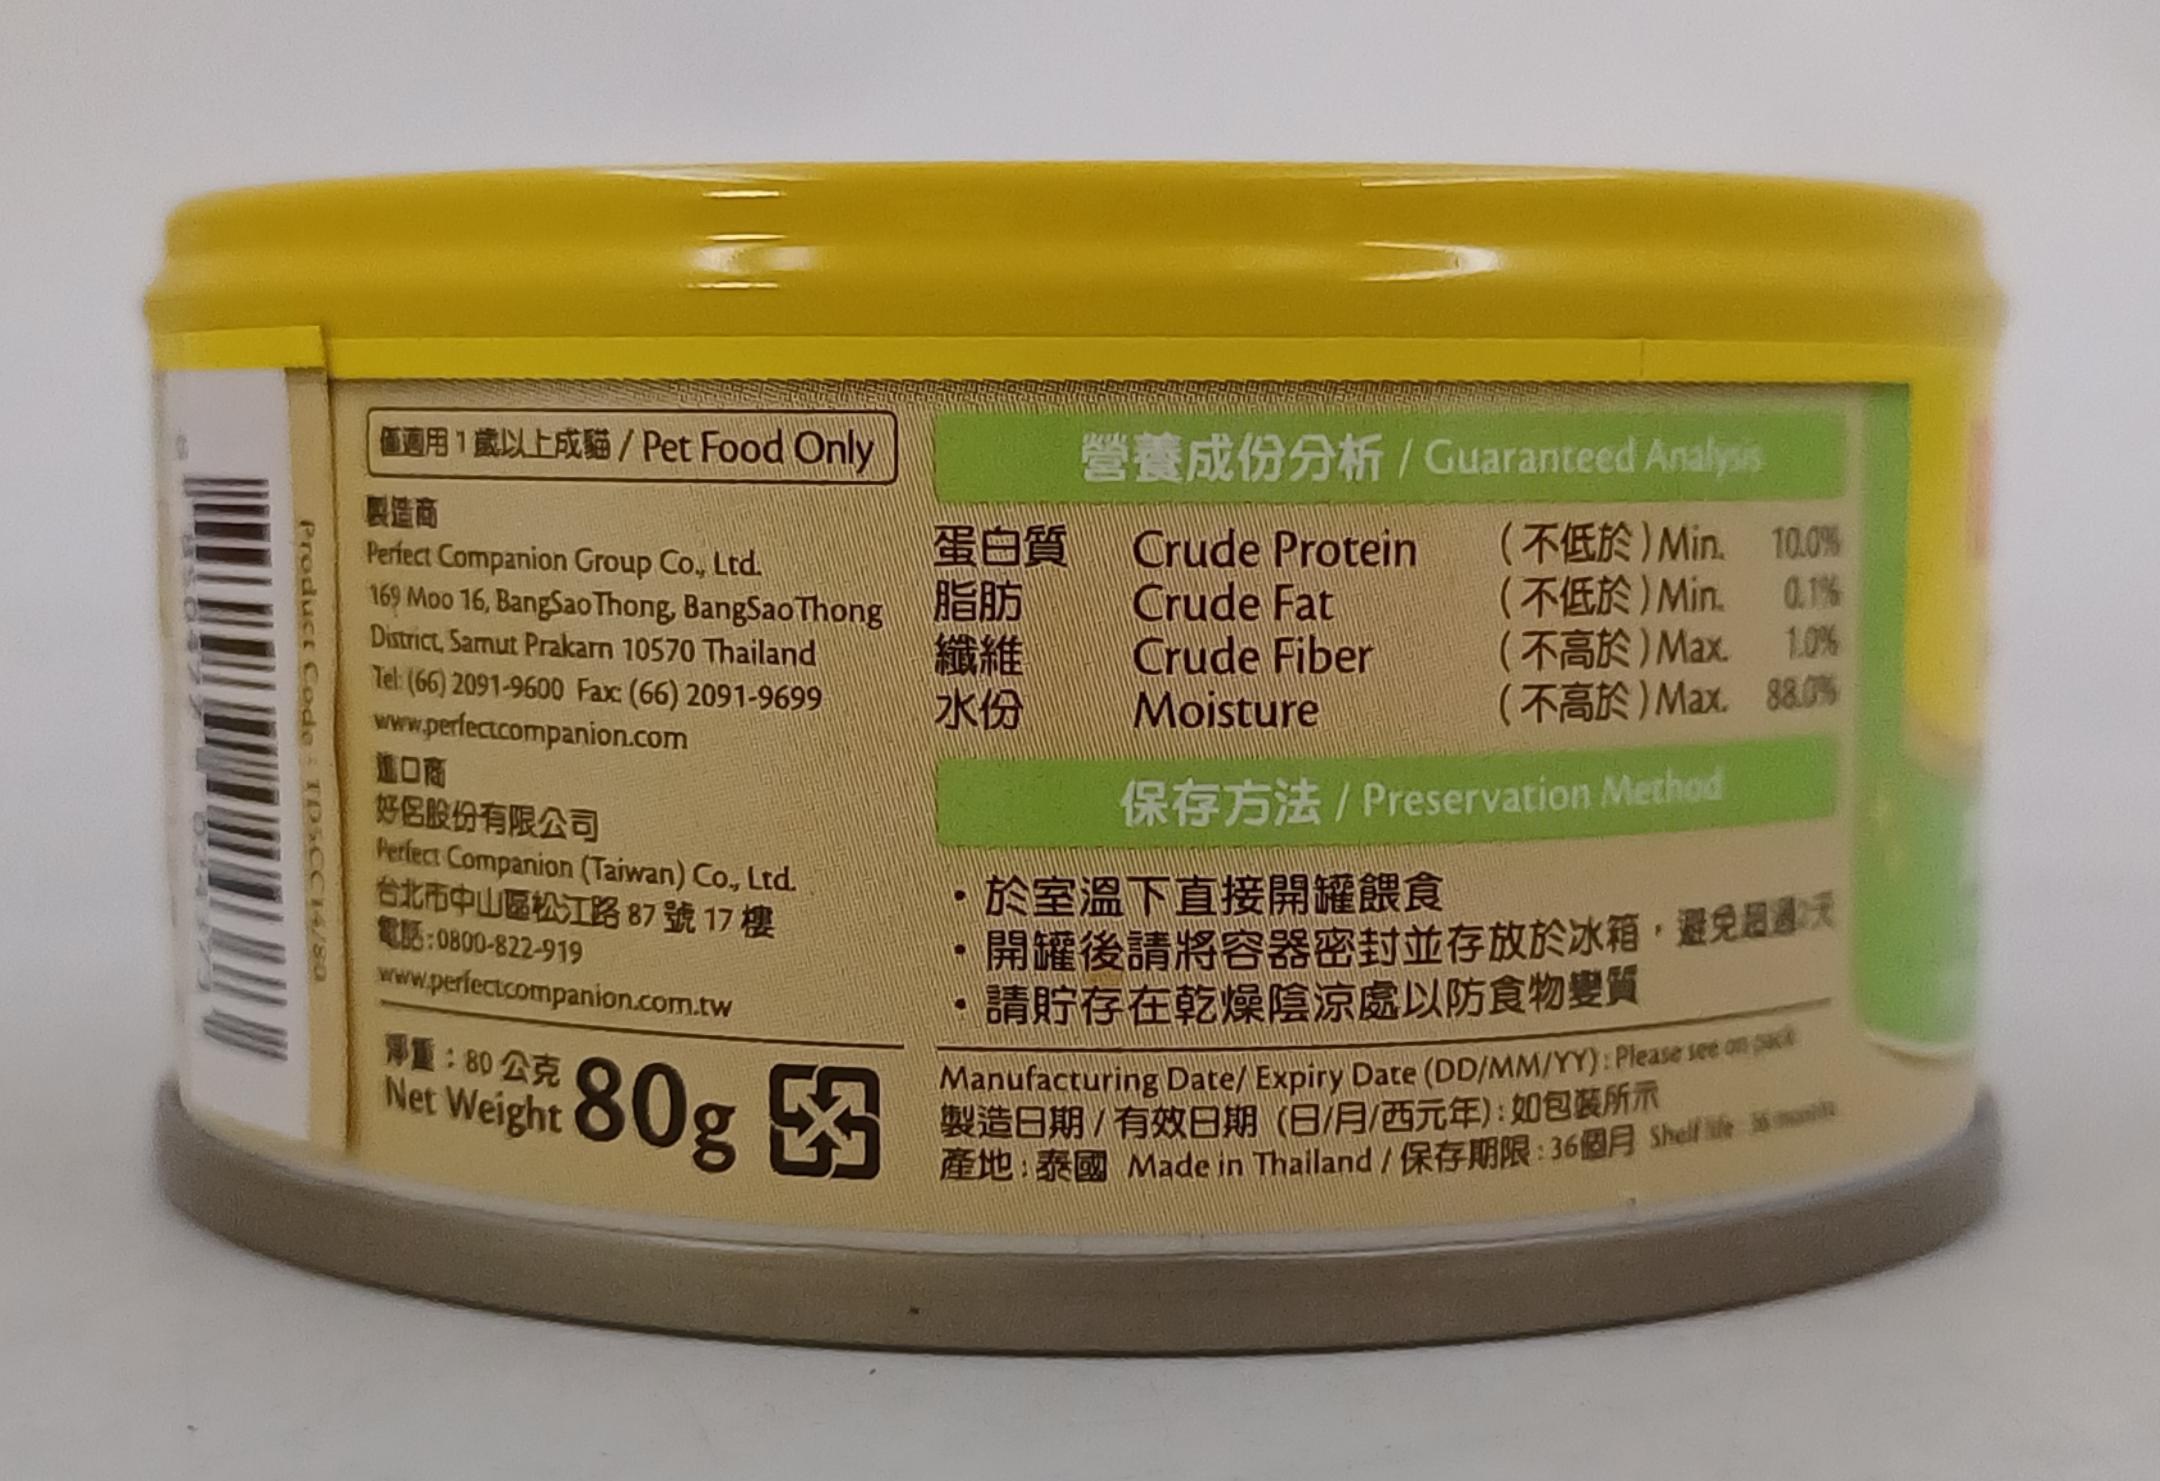 Product Code : TD5CC14/80
僅適用 1 歲以上成貓 / Pet Food Only
製造商
Perfect Companion Group Co., Ltd.
169 Moo 16, BangSaoThong, BangSaoThong
District, Samut Prakarn 10570 Thailand
Tel: (66) 2091-9600 Fax: (66) 2091-9699
www.perfectcompanion.com
進口商
好侶股份有限公司
Perfect Companion (Taiwan) Co., Ltd.
台北市中山區松江路 87 號 17 樓
電話:0800-822-919
www.perfectcompanion.com.tw
淨重:80 公克
Net Weight 80g
營養成份分析 / Guaranteed Analysis
蛋白質 Crude Protein (不低於)Min. 10.0%
脂肪 Crude Fat (不低於)Min. 0.1%
纖維 Crude Fiber (不高於)Max. 1.0%
水份 Moisture (不高於)Max. 88.0%
保存方法 / Preservation Method
・於室溫下直接開罐餵食
・開罐後請將容器密封並存放於冰箱,避免超過2天
・請貯存在乾燥陰涼處以防食物變質
Manufacturing Date/ Expiry Date (DD/MM/YY): Please see on pack
製造日期 / 有效日期 (日/月/西元年):如包裝所示
產地:泰國 Made in Thailand / 保存期限:36個月 Shelf life : 36 months